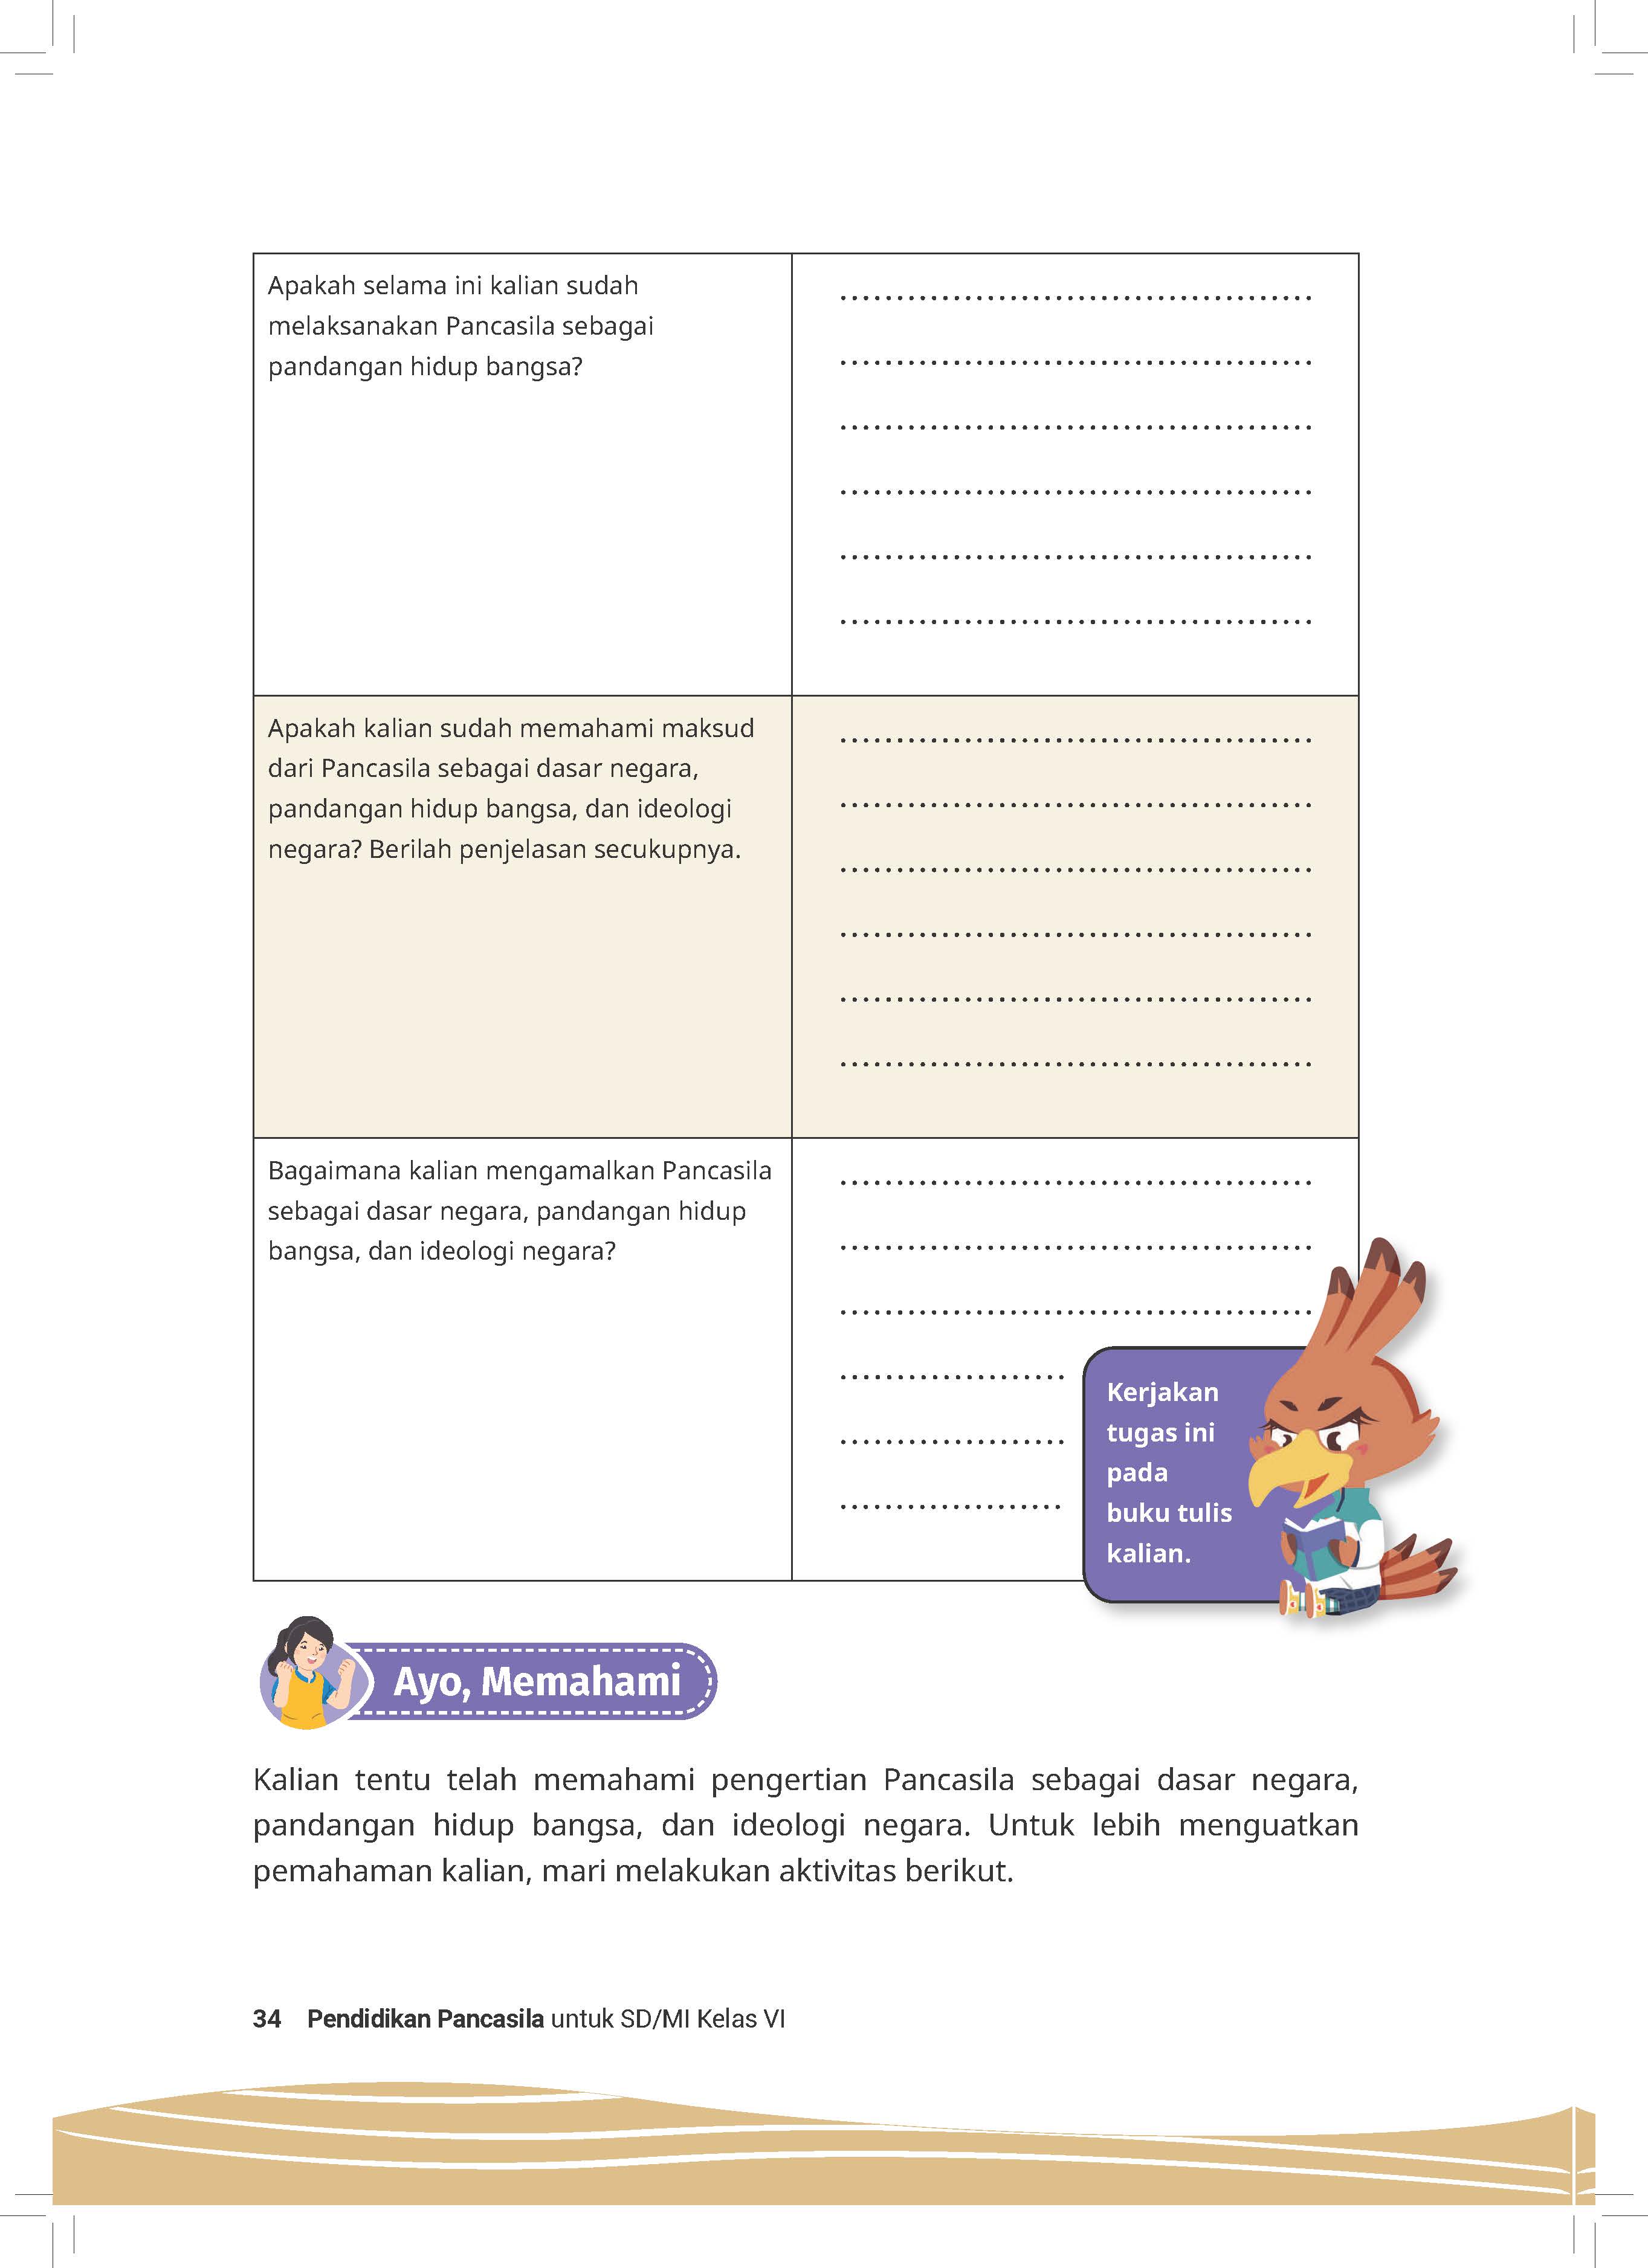 Apakah selama ini kalian sudah
melaksanakan Pancasila sebagai
pandangan hidup bangsa?
Apakah kalian sudah memahami maksud
dari Pancasila sebagai dasar negara,
pandangan hidup bangsa, dan ideologi
negara? Berilah penjelasan secukupnya.
Bagaimana kalian mengamalkan Pancasila
sebagai dasar negara, pandangan hidup
bangsa, dan ideologi negara?
Kerjakan
tugas ini
pada
buku tulis
kalian.
Ayo, Memahami
Kalian tentu telah memahami pengertian Pancasila sebagai dasar negara,
pandangan hidup bangsa, dan ideologi negara. Untuk lebih menguatkan
pemahaman kalian, mari melakukan aktivitas berikut.
34 Pendidikan Pancasila untuk SD/MI Kelas VI